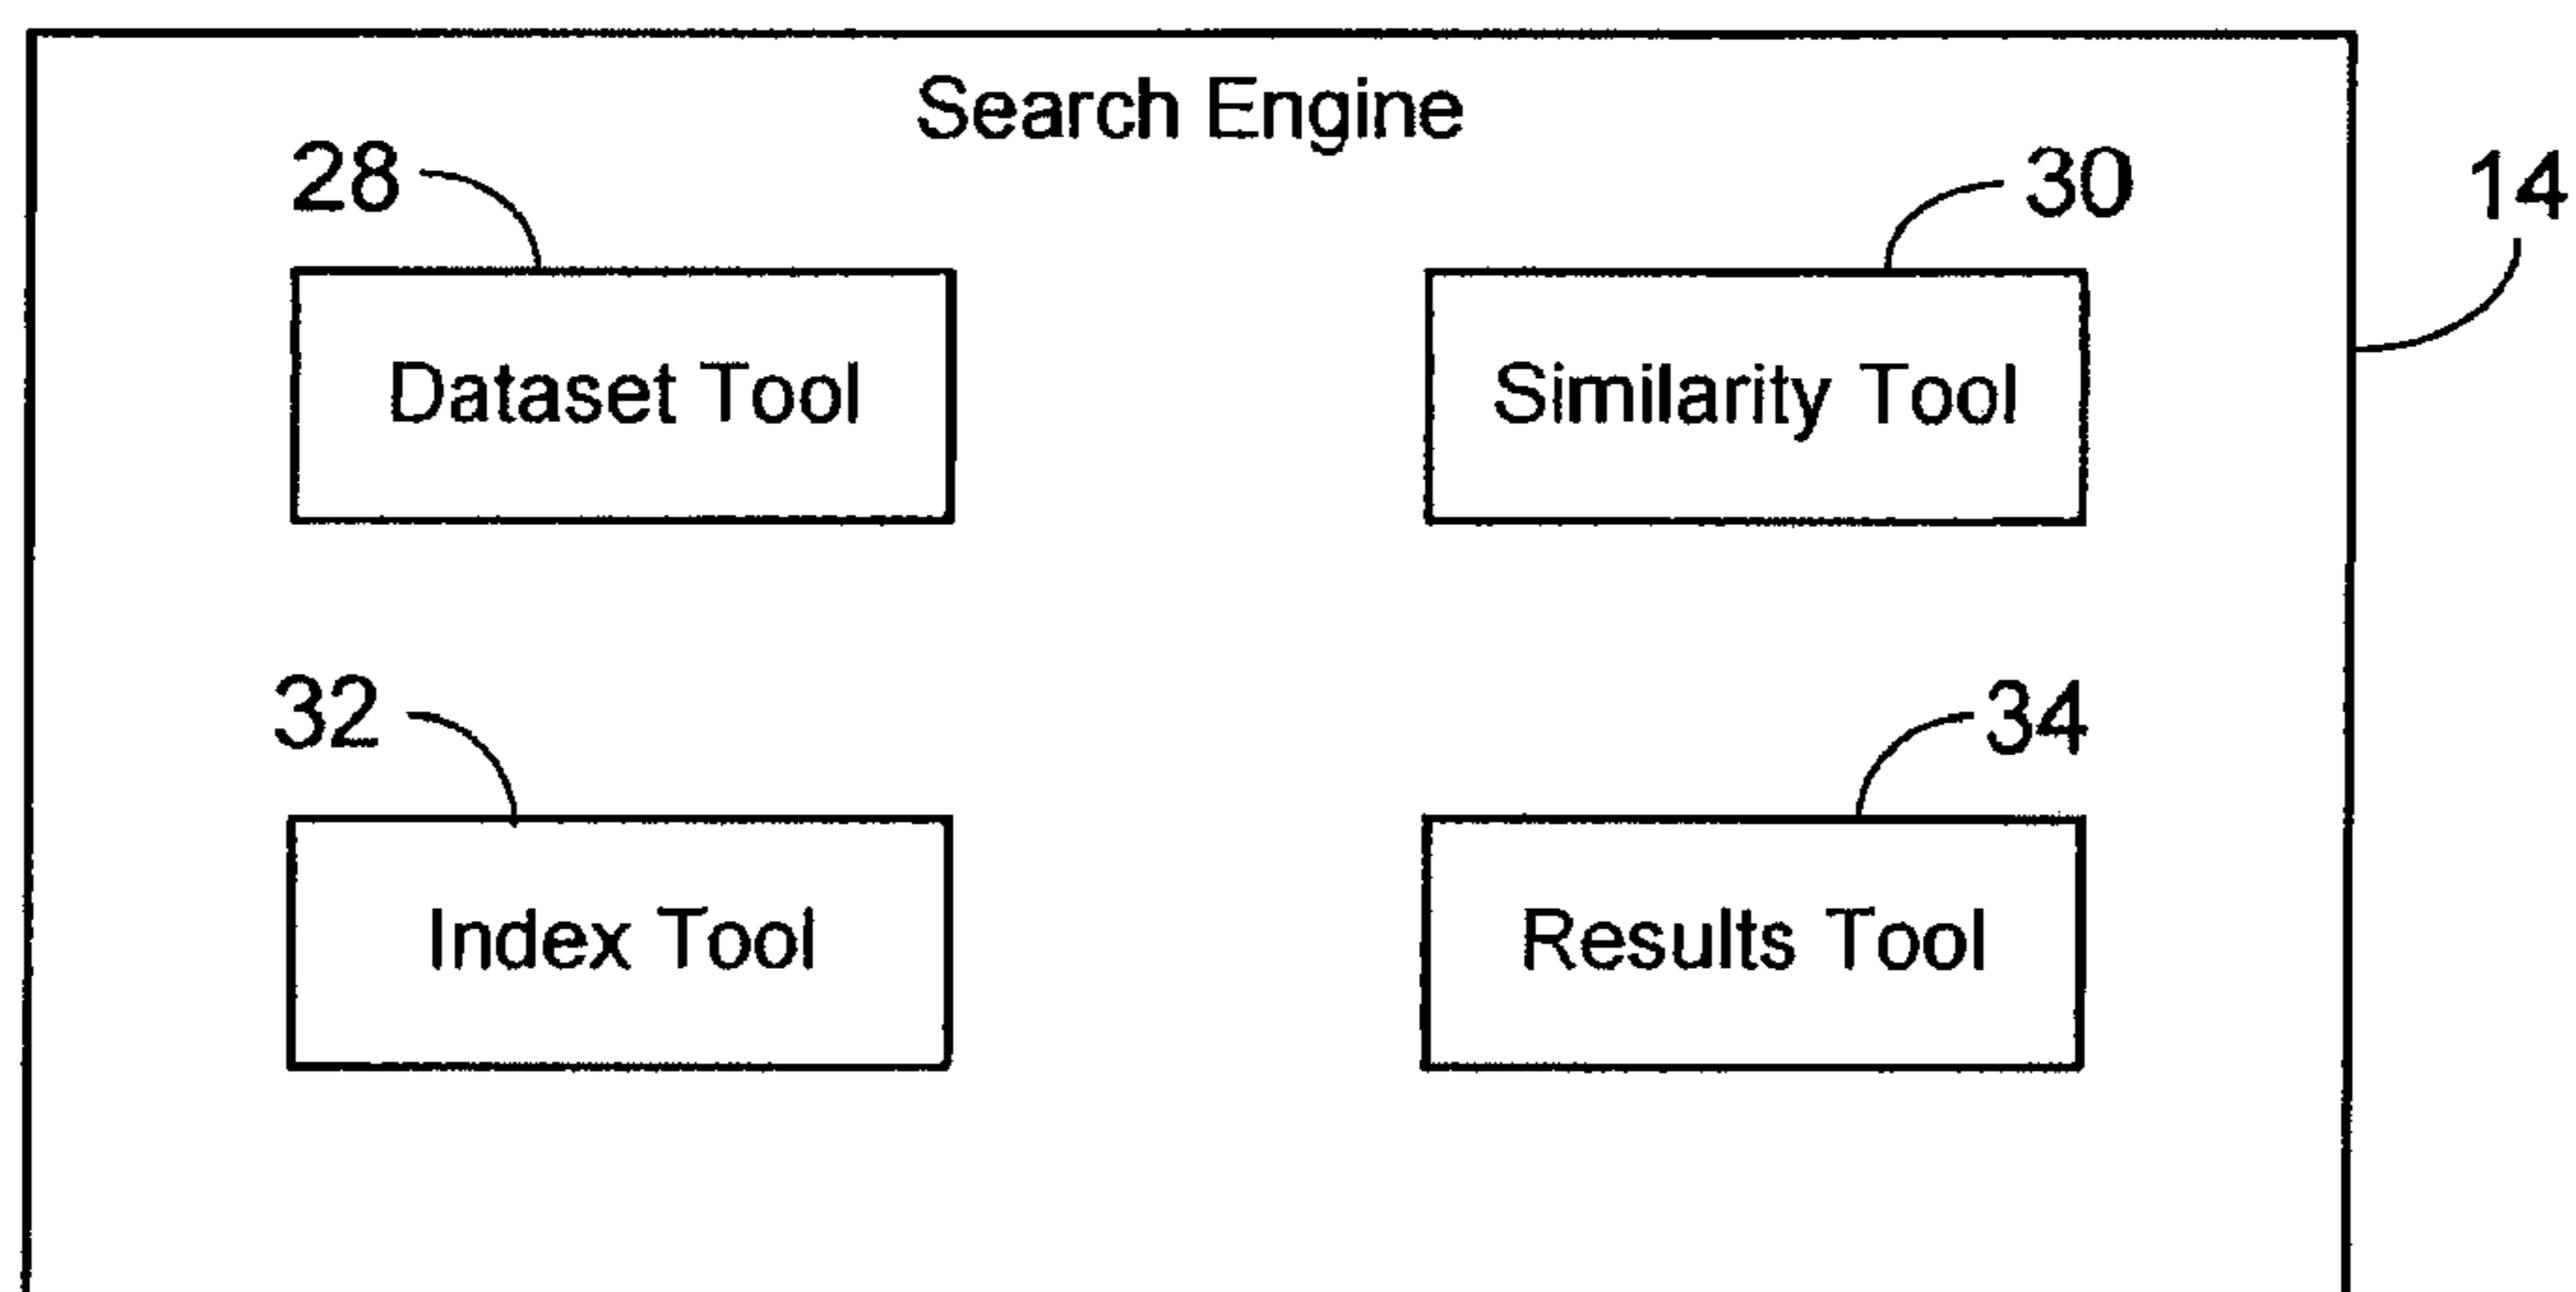 Search Engine
28
30
14
Dataset Tool
Similarity Tool
32
34
Index Tool
Results Tool